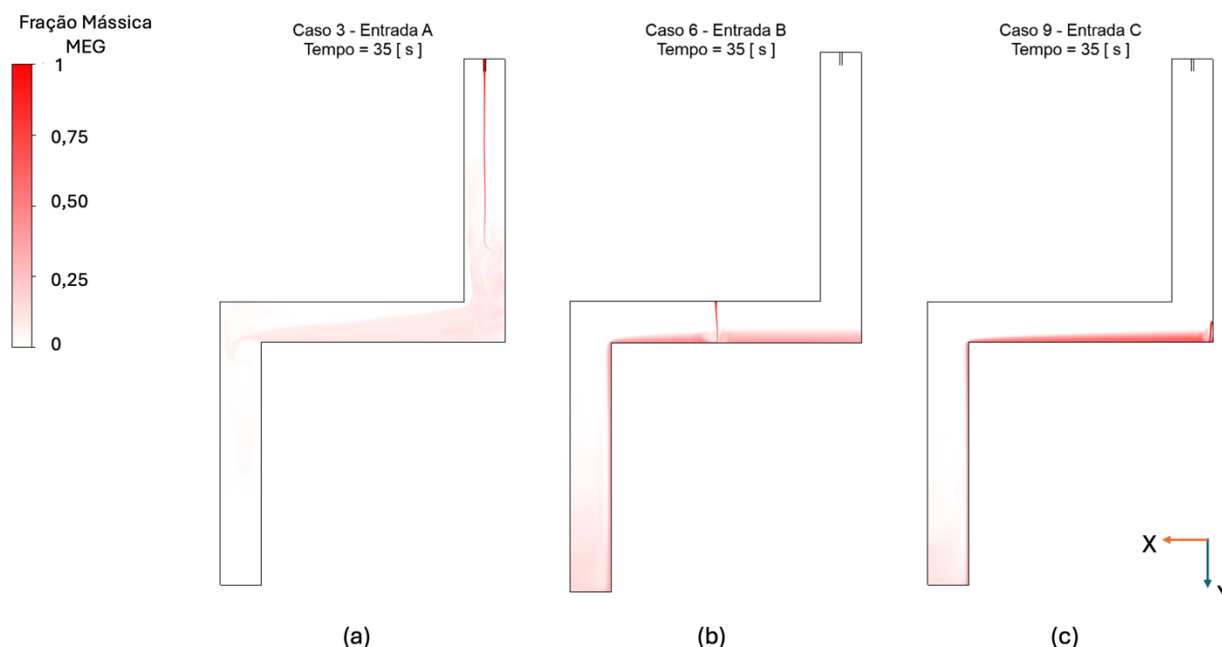 Fração Mássica
MEG
1
0,75
0,50
0,25
0
Caso 3 - Entrada A
Tempo = 35 [ s ]
Caso 6 - Entrada B
Tempo = 35 [ s ]
Caso 9 - Entrada C
Tempo = 35 [ s ]
X
(a)
(b)
(c)